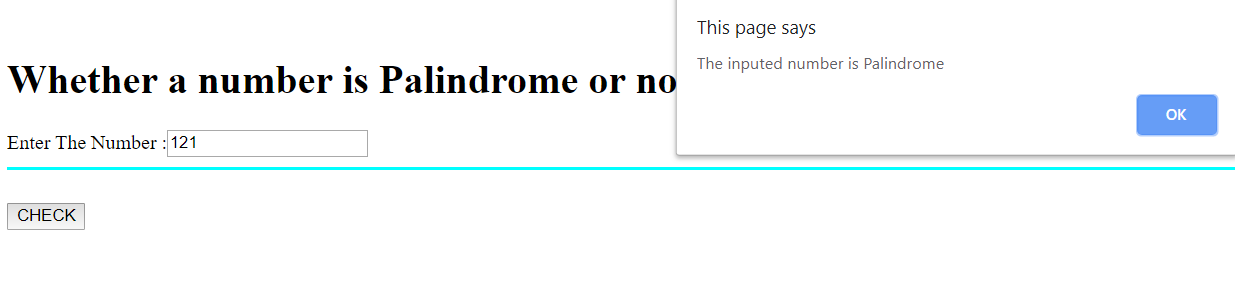 Whether a number is Palindrome or no
Enter The Number :121
CHECK
This page says
The inputed number is Palindrome
OK